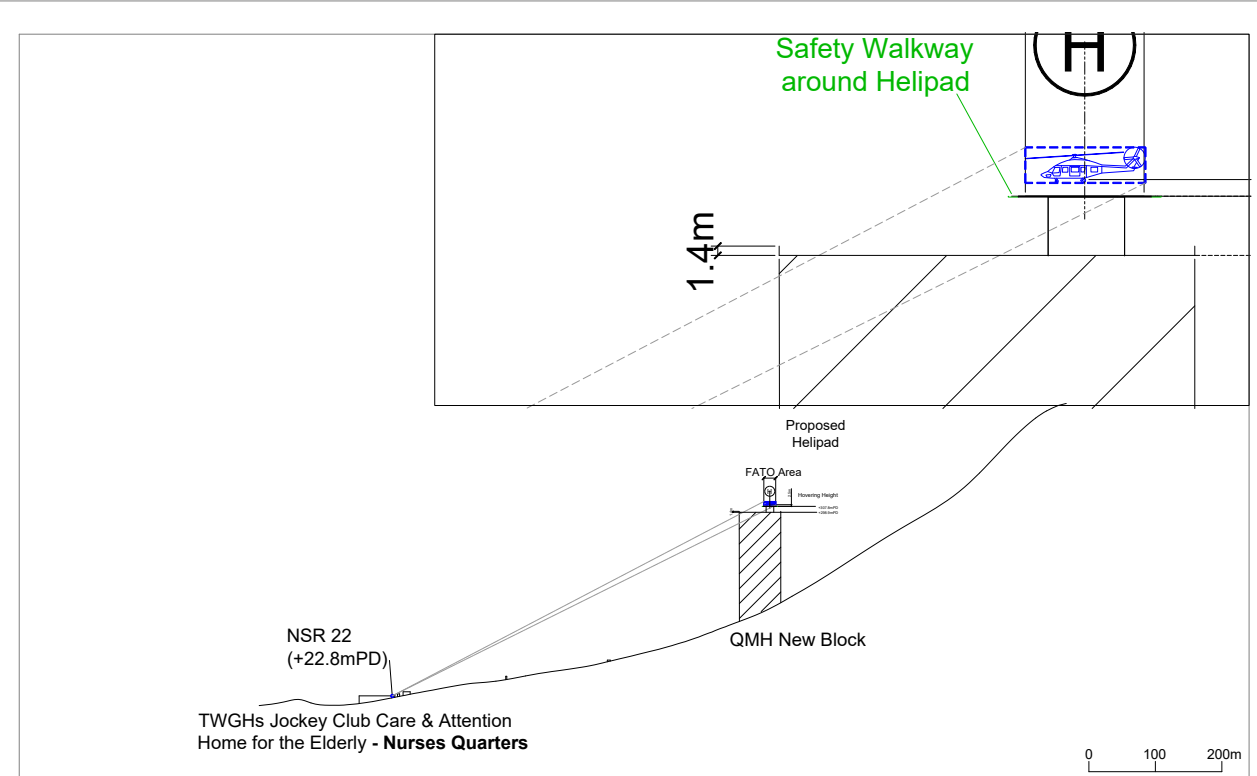 Safety Walkway
around Helipad
H
1.4m
Proposed
Helipad
FATO Area
Hovering Height
QMH New Block
NSR 22
(+22.8mPD)
TWGHs Jockey Club Care & Attention
Home for the Elderly - Nurses Quarters
0 100 200m